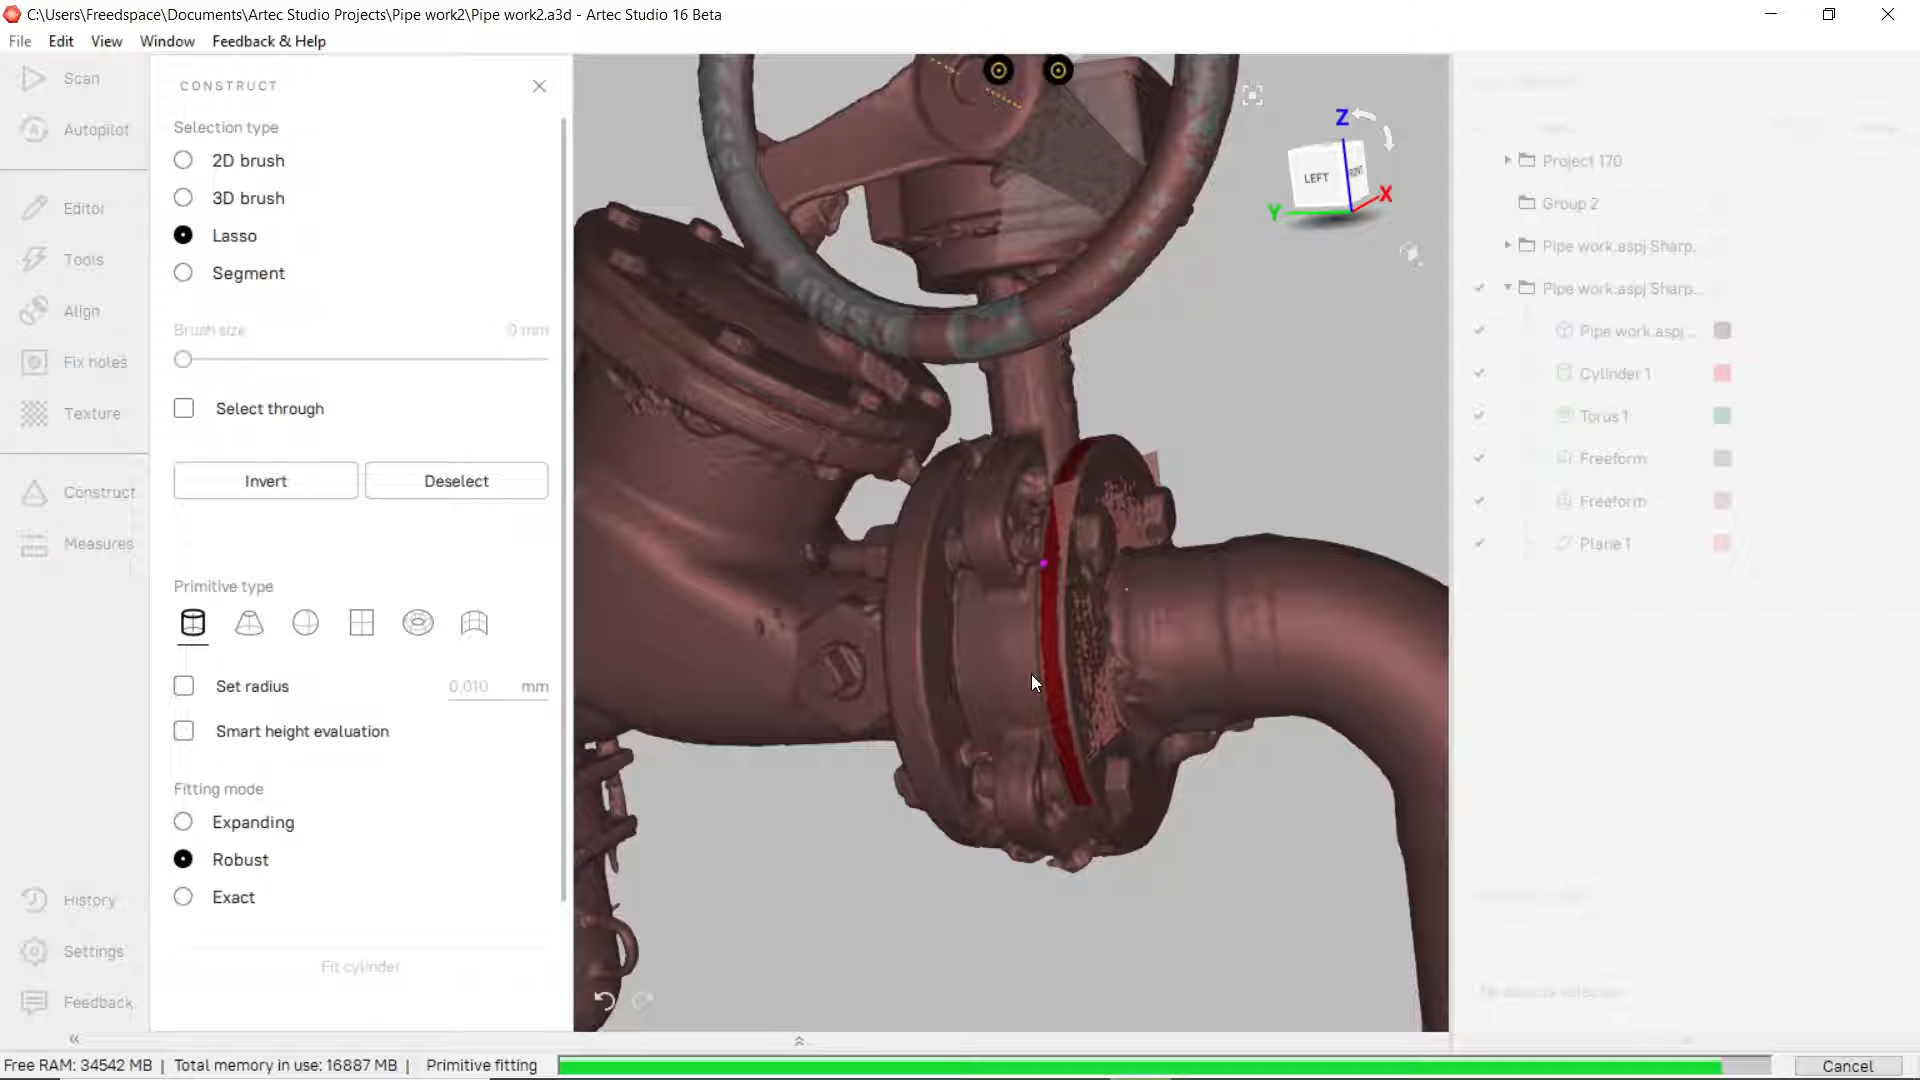 C:\Users\Freedspace\Documents\Artec Studio Projects\Pipe work2\Pipe work2.a3d - Artec Studio 16 Beta
File Edit View Window Feedback & Help
Scan
Autopilot
Editor
Tools
Align
Fix holes
Texture
Construct
Measures
History
Settings
Feedback
CONSTRUCT
Selection type
2D brush
3D brush
Lasso
Segment
Brush size 0 mm
Select through
Invert Deselect
Primitive type
Set radius 0,010 mm
Smart height evaluation
Fitting mode
Expanding
Robust
Exact
Fit cylinder
Z
LEFT FRONT
X
Y
Project 170
Group 2
Pipe work.aspj Sharp...
Pipe work.aspj Sharp...
Pipe work.aspj ...
Cylinder 1
Torus 1
Freeform
Freeform
Plane 1
No objects selected
Free RAM: 34542 MB | Total memory in use: 16887 MB | Primitive fitting
Cancel